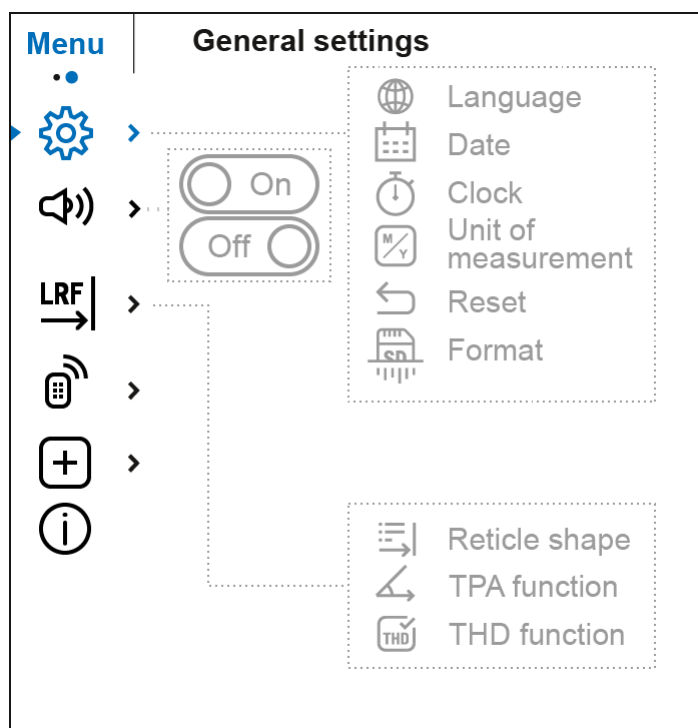 Menu
General settings
Language
Date
On
Clock
Off
Unit of
measurement
LRF
Reset
SD
Format
Reticle shape
TPA function
THD
THD function
M/Y